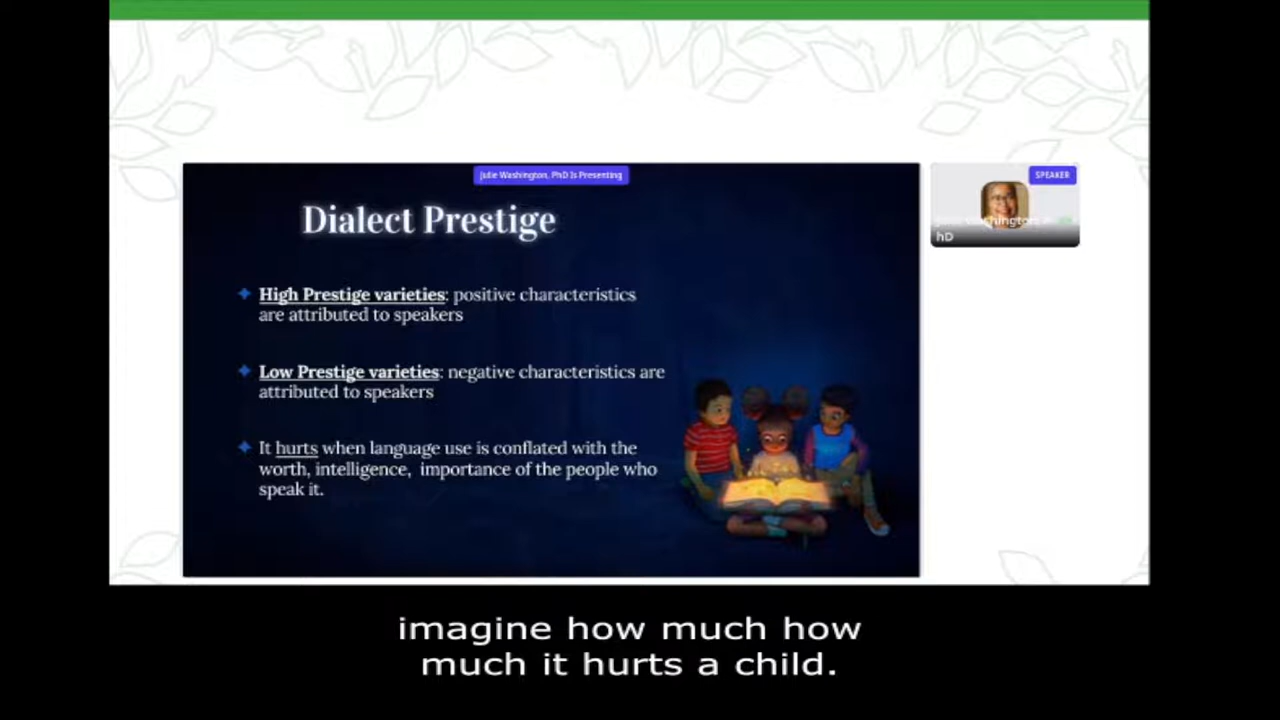 Julie Washington, PhD Is Presenting
SPEAKER
hD
Dialect Prestige
High Prestige varieties: positive characteristics
are attributed to speakers
Low Prestige varieties: negative characteristics are
attributed to speakers
It hurts when language use is conflated with the
worth, intelligence, importance of the people who
speak it.
imagine how much how
much it hurts a child.